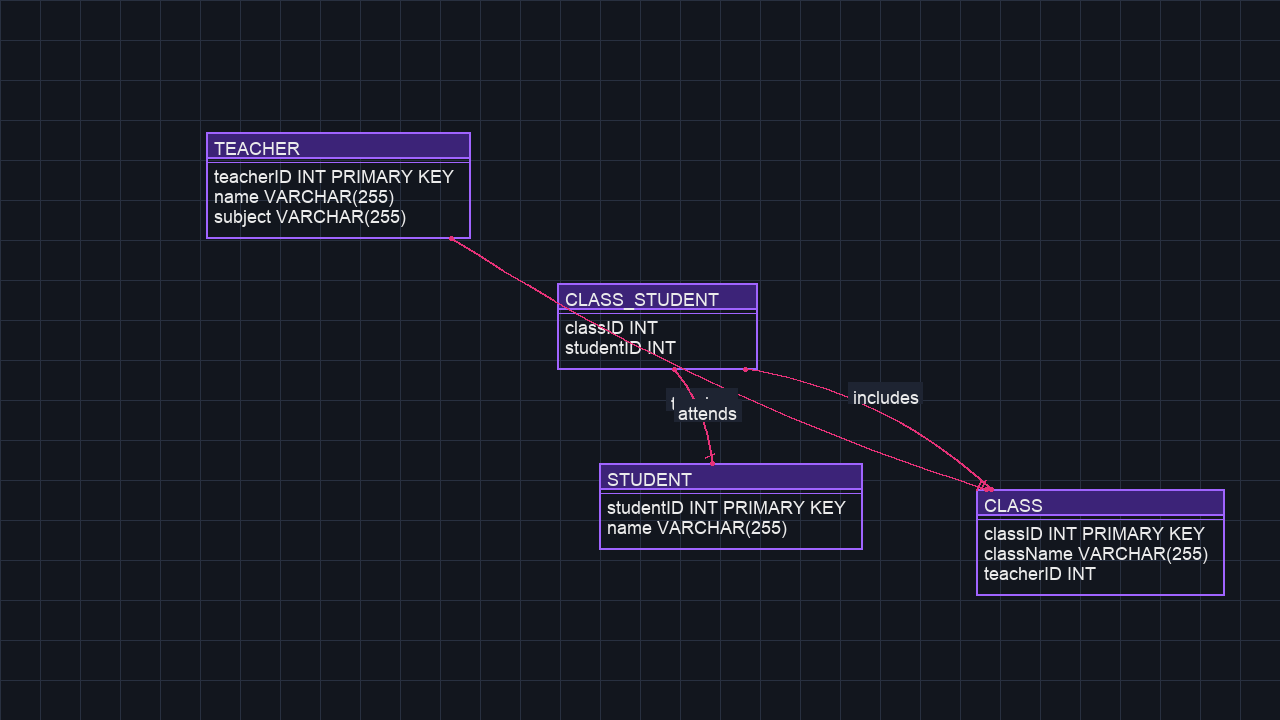 TEACHER
teacherID INT PRIMARY KEY
name VARCHAR(255)
subject VARCHAR(255)
CLASS_STUDENT
classID INT
studentID INT
includes
attends
STUDENT
studentID INT PRIMARY KEY
name VARCHAR(255)
CLASS
classID INT PRIMARY KEY
className VARCHAR(255)
teacherID INT